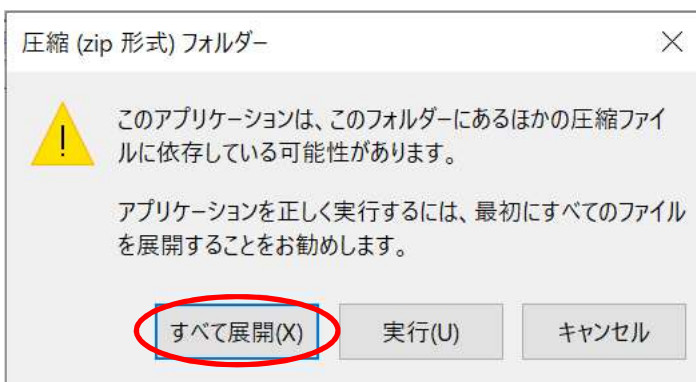 圧縮 (zip 形式) フォルダー
このアプリケーションは、このフォルダーにあるほかの圧縮ファイ
ルに依存している可能性があります。
アプリケーションを正しく実行するには、最初にすべてのファイル
を展開することをお勧めします。
すべて展開(X) 実行(U) キャンセル